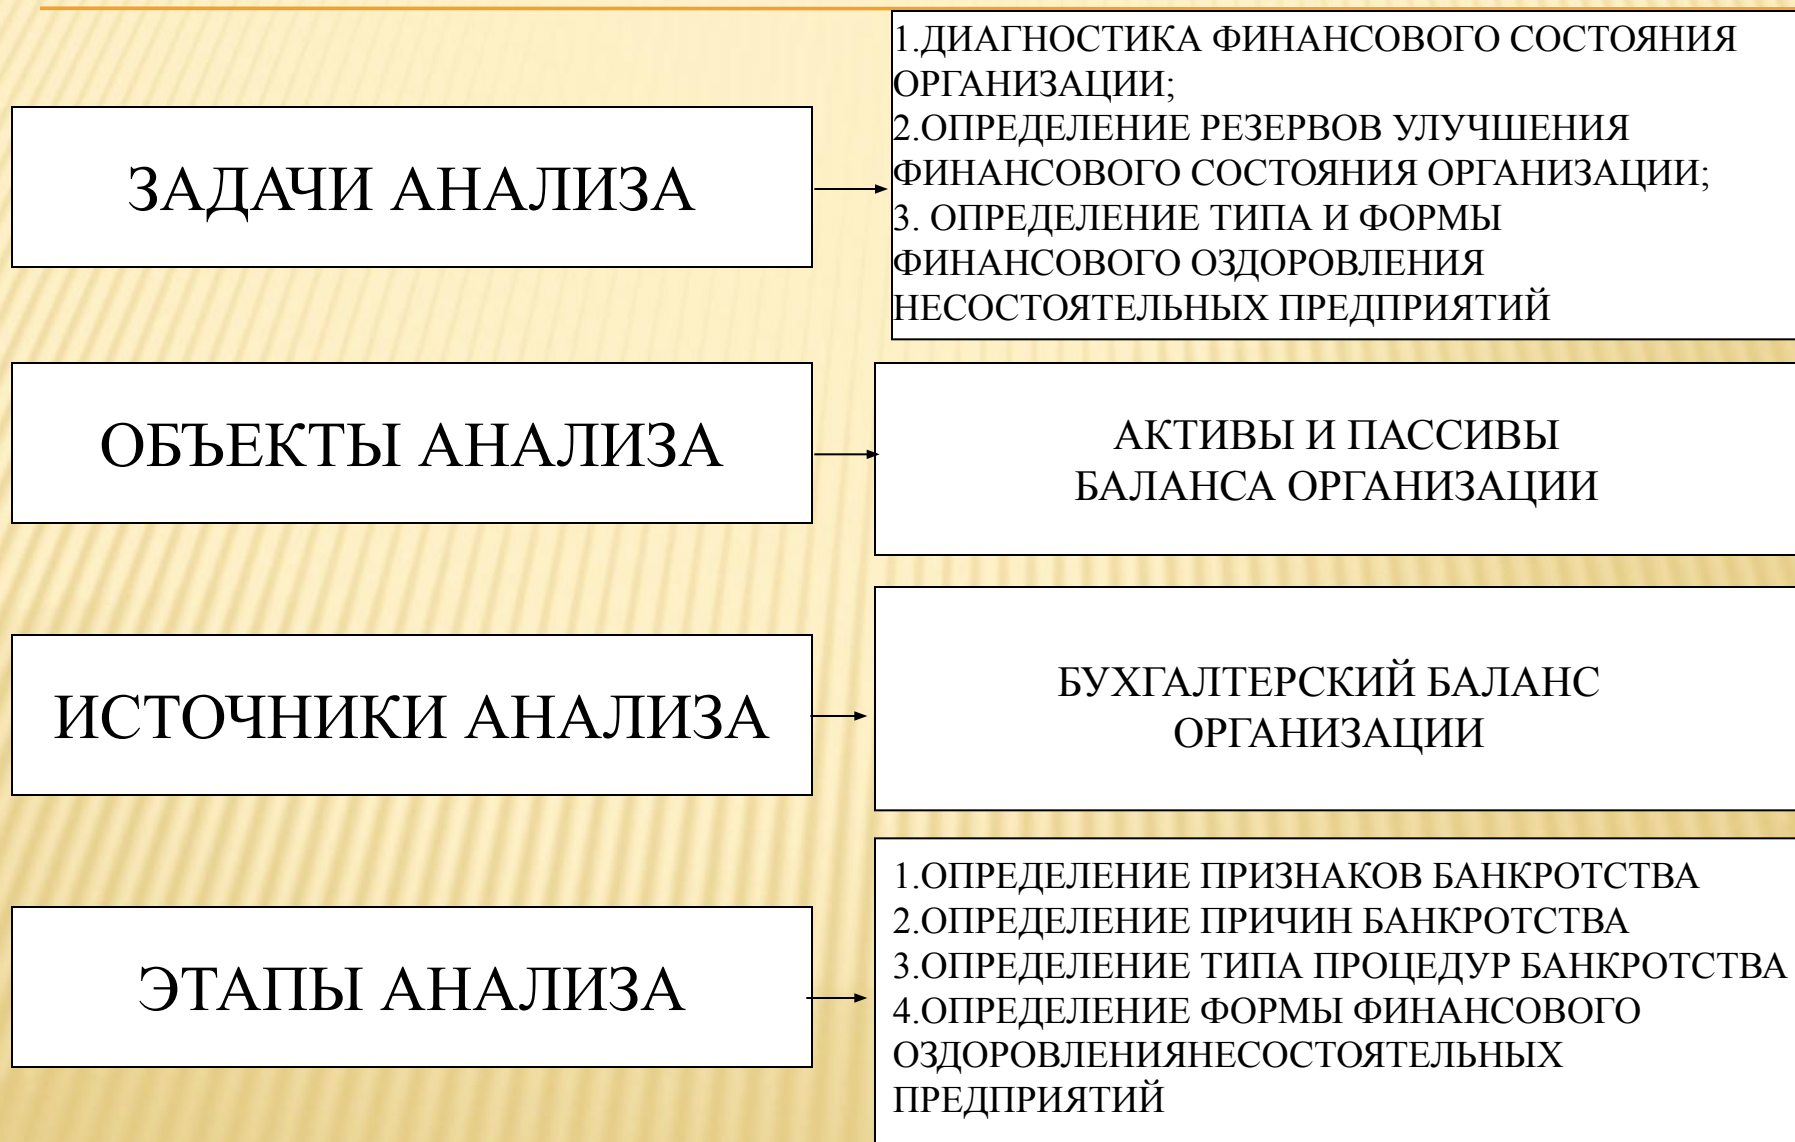 ЗАДАЧИ АНАЛИЗА
1.ДИАГНОСТИКА ФИНАНСОВОГО СОСТОЯНИЯ
ОРГАНИЗАЦИИ;
2.ОПРЕДЕЛЕНИЕ РЕЗЕРВОВ УЛУЧШЕНИЯ
ФИНАНСОВОГО СОСТОЯНИЯ ОРГАНИЗАЦИИ;
3. ОПРЕДЕЛЕНИЕ ТИПА И ФОРМЫ
ФИНАНСОВОГО ОЗДОРОВЛЕНИЯ
НЕСОСТОЯТЕЛЬНЫХ ПРЕДПРИЯТИЙ
ОБЪЕКТЫ АНАЛИЗА
АКТИВЫ И ПАССИВЫ
БАЛАНСА ОРГАНИЗАЦИИ
ИСТОЧНИКИ АНАЛИЗА
БУХГАЛТЕРСКИЙ БАЛАНС
ОРГАНИЗАЦИИ
ЭТАПЫ АНАЛИЗА
1.ОПРЕДЕЛЕНИЕ ПРИЗНАКОВ БАНКРОТСТВА
2.ОПРЕДЕЛЕНИЕ ПРИЧИН БАНКРОТСТВА
3.ОПРЕДЕЛЕНИЕ ТИПА ПРОЦЕДУР БАНКРОТСТВА
4.ОПРЕДЕЛЕНИЕ ФОРМЫ ФИНАНСОВОГО
ОЗДОРОВЛЕНИЯНЕСОСТОЯТЕЛЬНЫХ
ПРЕДПРИЯТИЙ